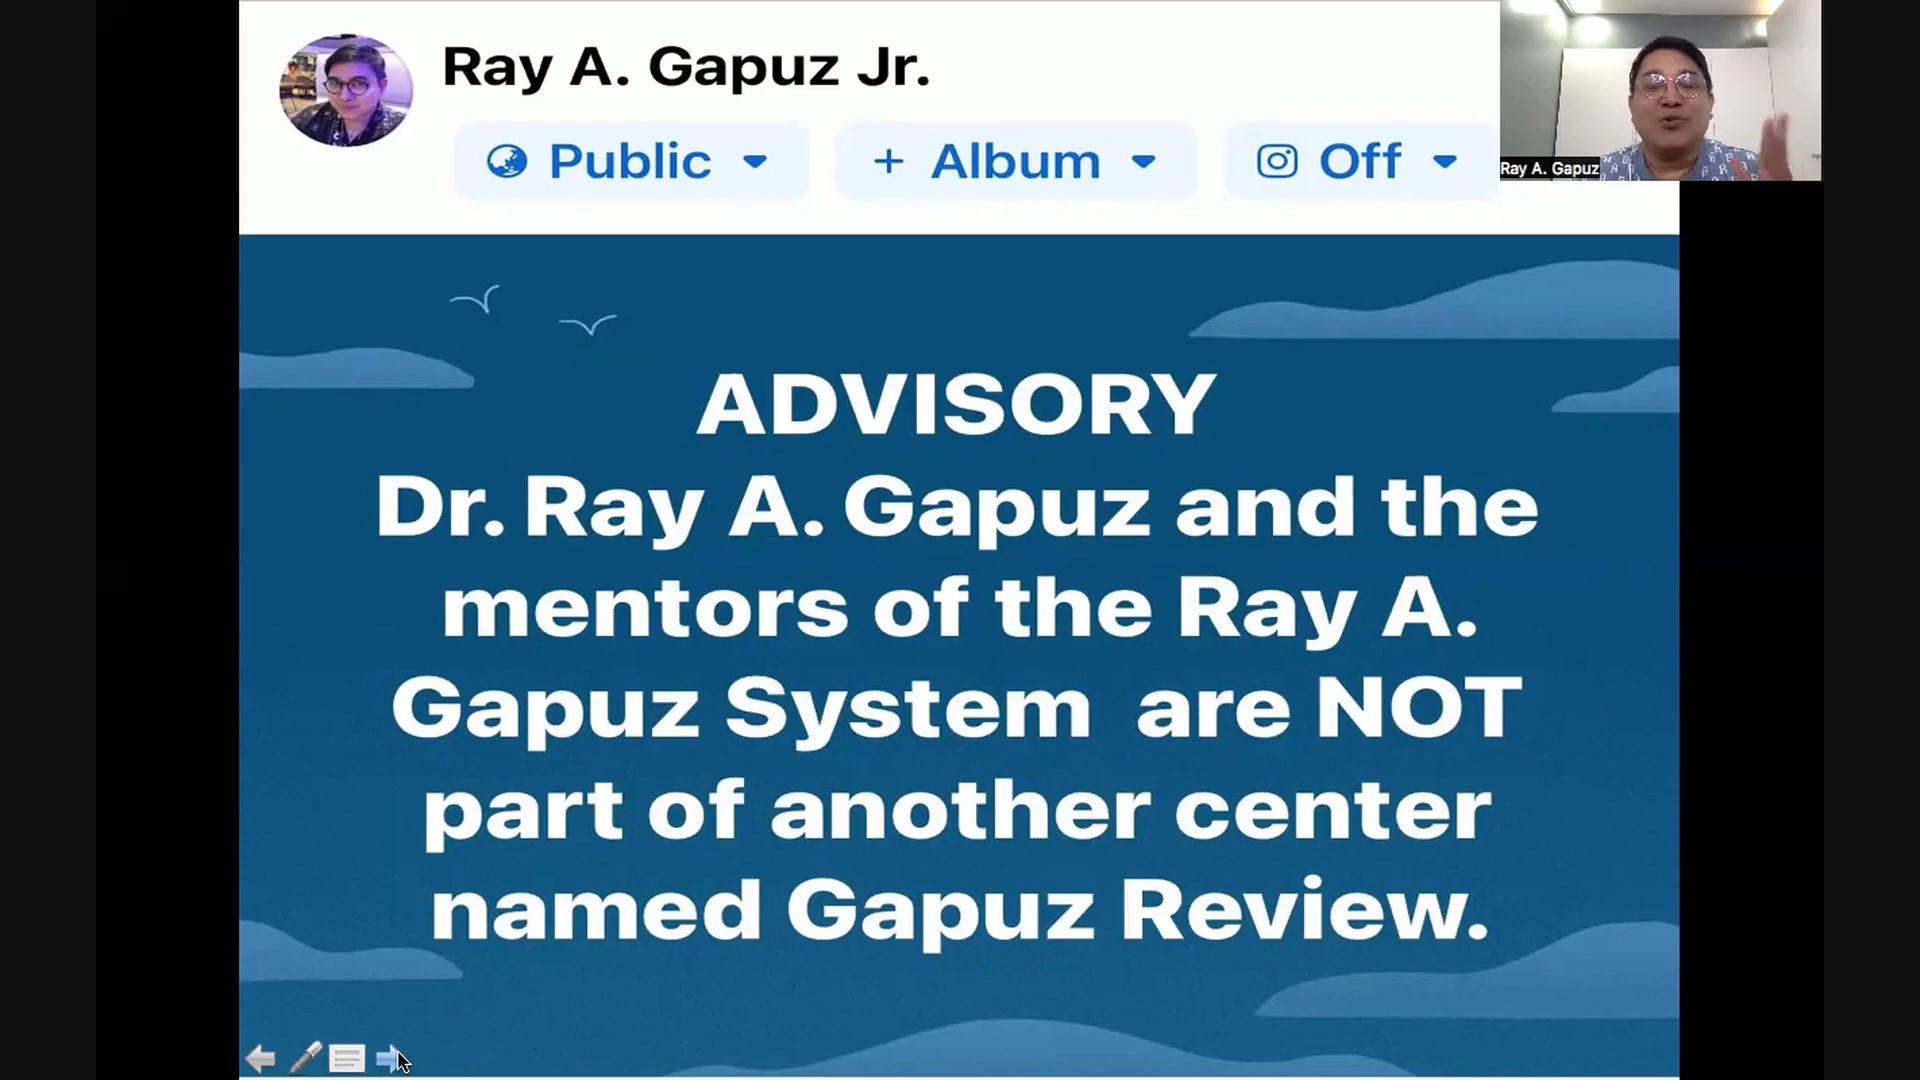 Ray A. Gapuz Jr.
Public
+ Album
Off
Ray A. Gapuz
ADVISORY
Dr. Ray A. Gapuz and the
mentors of the Ray A.
Gapuz System are NOT
part of another center
named Gapuz Review.